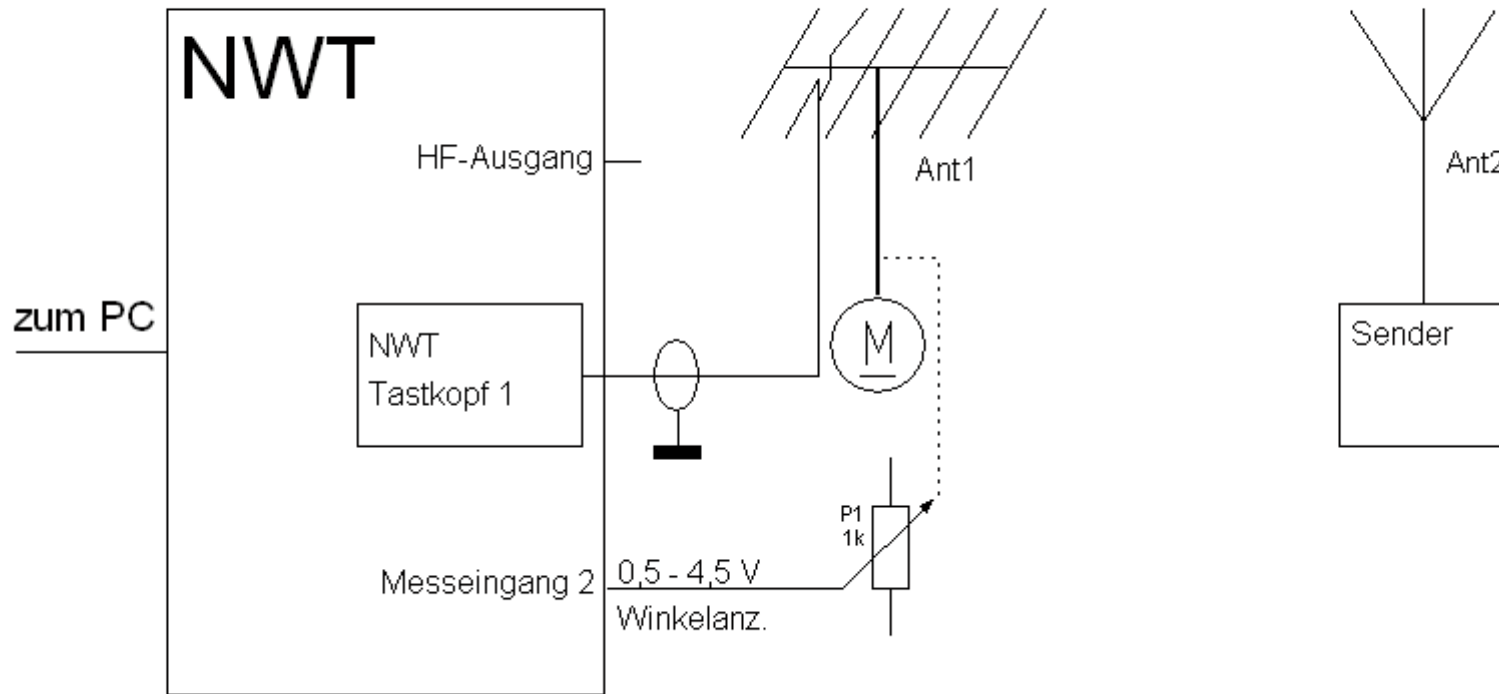 NWT
HF-Ausgang
Ant1
Ant2
zum PC
NWT
Tastkopf 1
M
Sender
P1
1k
Messeingang 2
0,5 - 4,5 V
Winkelanz.